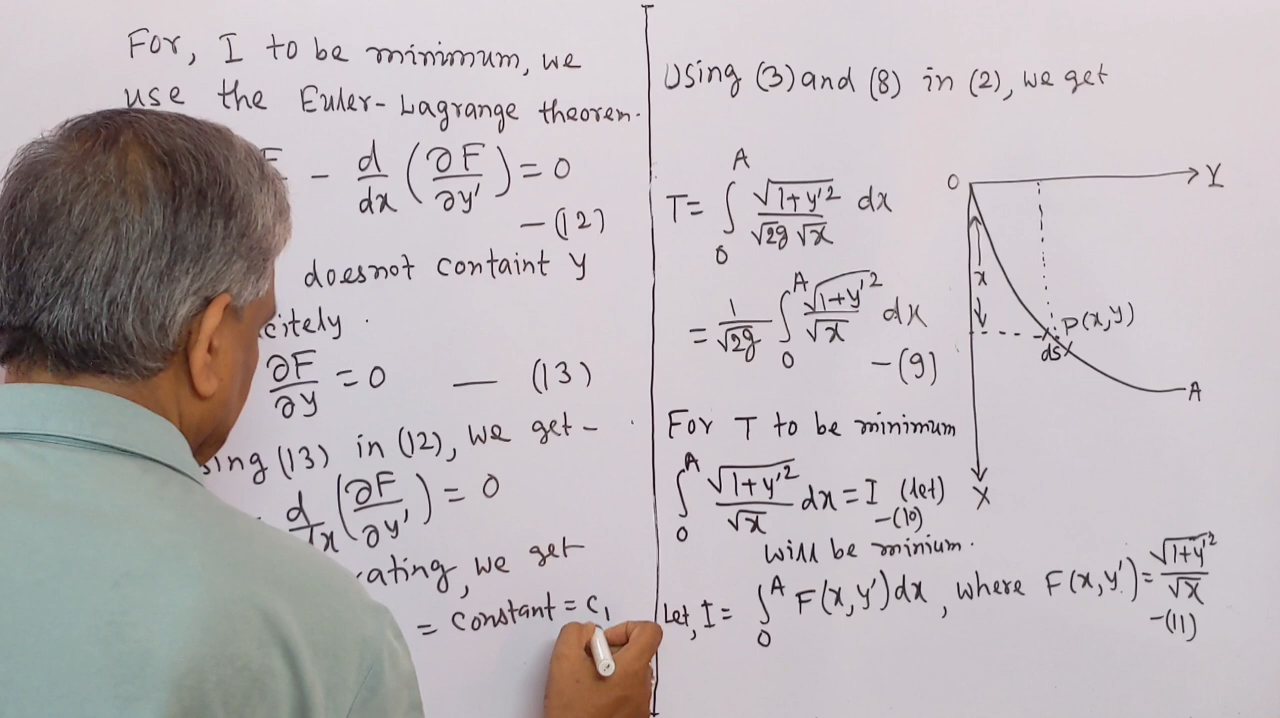 For, I to be minimum, we
use the Euler-Lagrange theorem.
- d/dx (∂F/∂y') = 0
-(12)
doesnot containt y
citely.
∂F/∂y = 0 — (13)
sing (13) in (12), we get-
d/dx (∂F/∂y') = 0
rating, we get
= constant = c₁
Using (3) and (8) in (2), we get
T = ∫₀ᴬ √(1+y'²) / (√2g √x) dx
= 1/√2g ∫₀ᴬ √(1+y'²) / √x dx
-(9)
For T to be minimum
∫₀ᴬ √(1+y'²) / √x dx = I (let)
-(10)
will be minium.
Let, I = ∫₀ᴬ F(x,y')dx, where F(x,y') = √(1+y'²) / √x
-(11)
O
Y
x
P(x,y)
ds
A
X